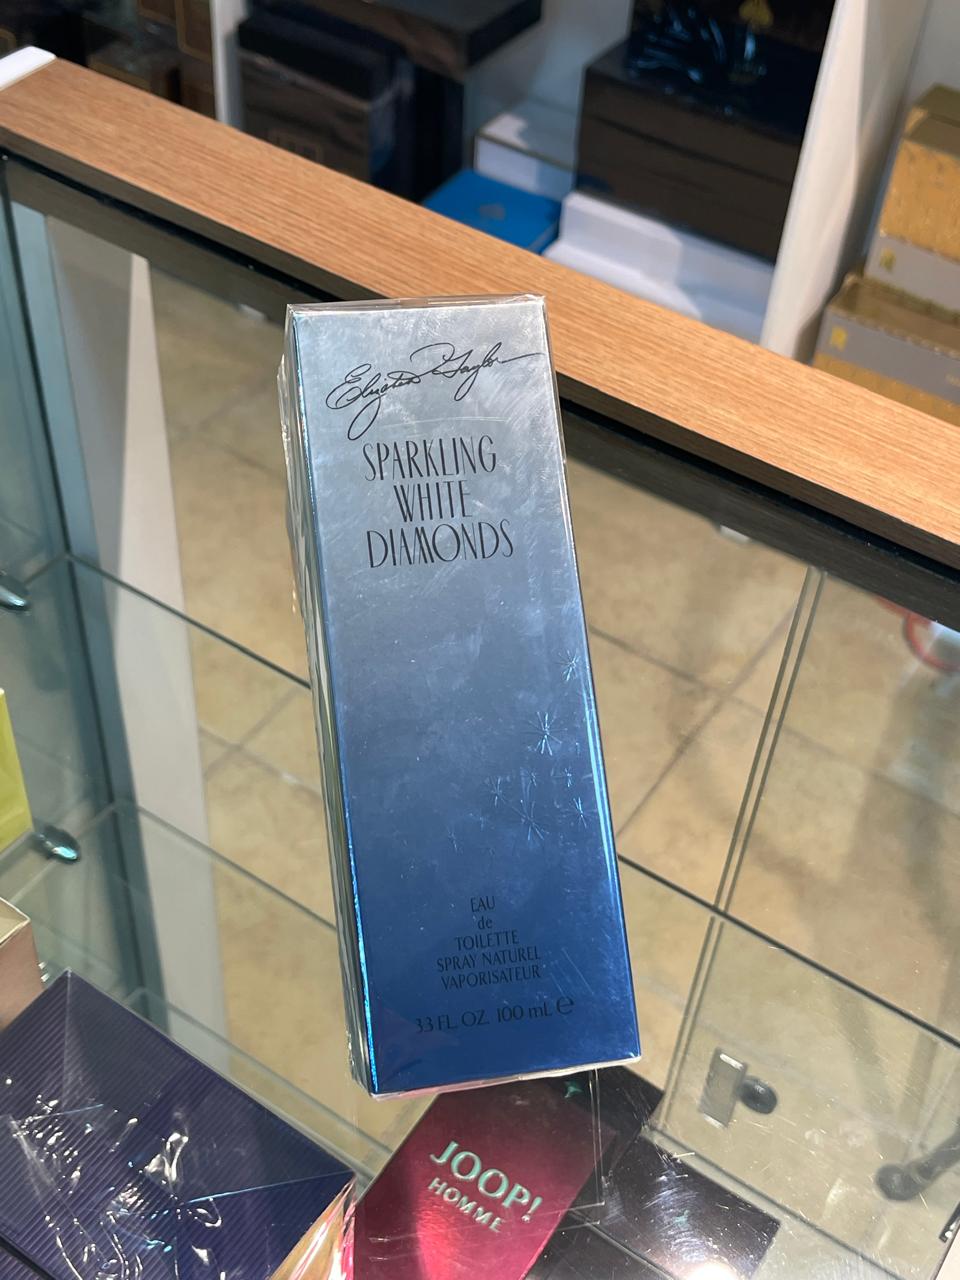 Elizabeth Taylor
SPARKLING
WHITE
DIAMONDS
EAU
de
TOILETTE
SPRAY NATUREL
VAPORISATEUR
3.3 FL. OZ. 100 mL ℮
JOOP!
HOMME